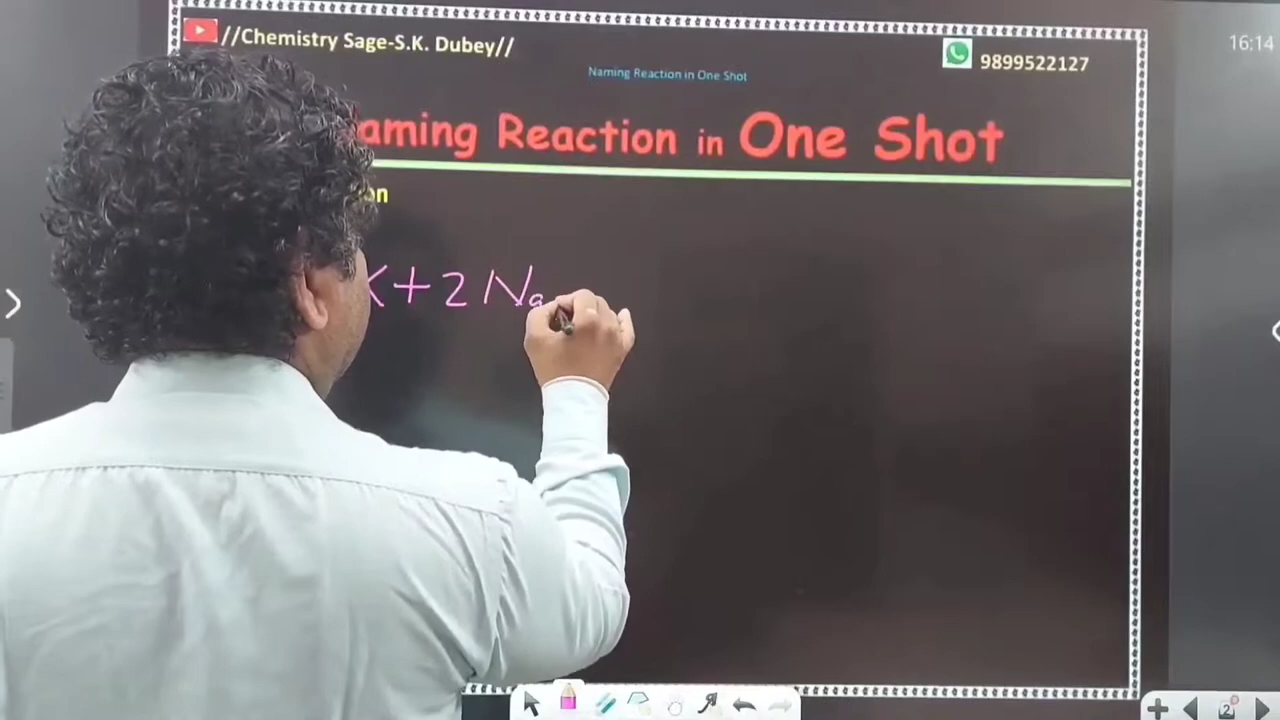 //Chemistry Sage-S.K. Dubey//
9899522127
16:14
Naming Reaction in One Shot
aming Reaction in One Shot
on
X+2 Na
2